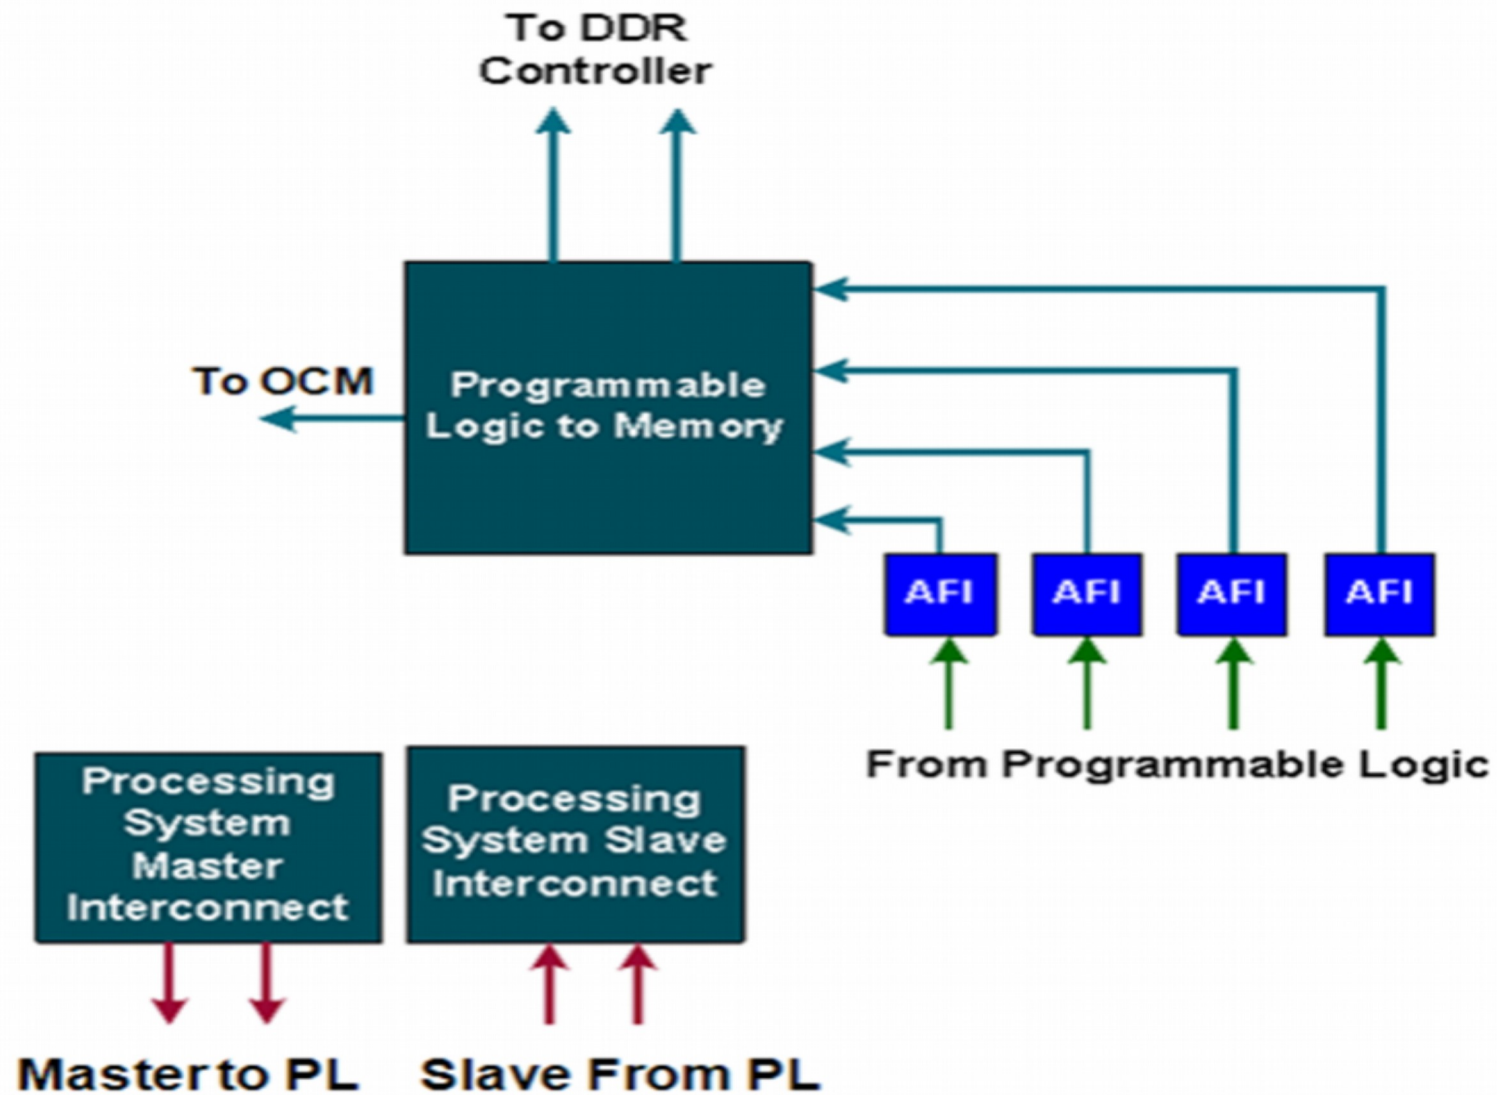 To DDR
Controller
To OCM
Programmable
Logic to Memory
AFI AFI AFI AFI
From Programmable Logic
Processing
System
Master
Interconnect
Processing
System Slave
Interconnect
Master to PL
Slave From PL